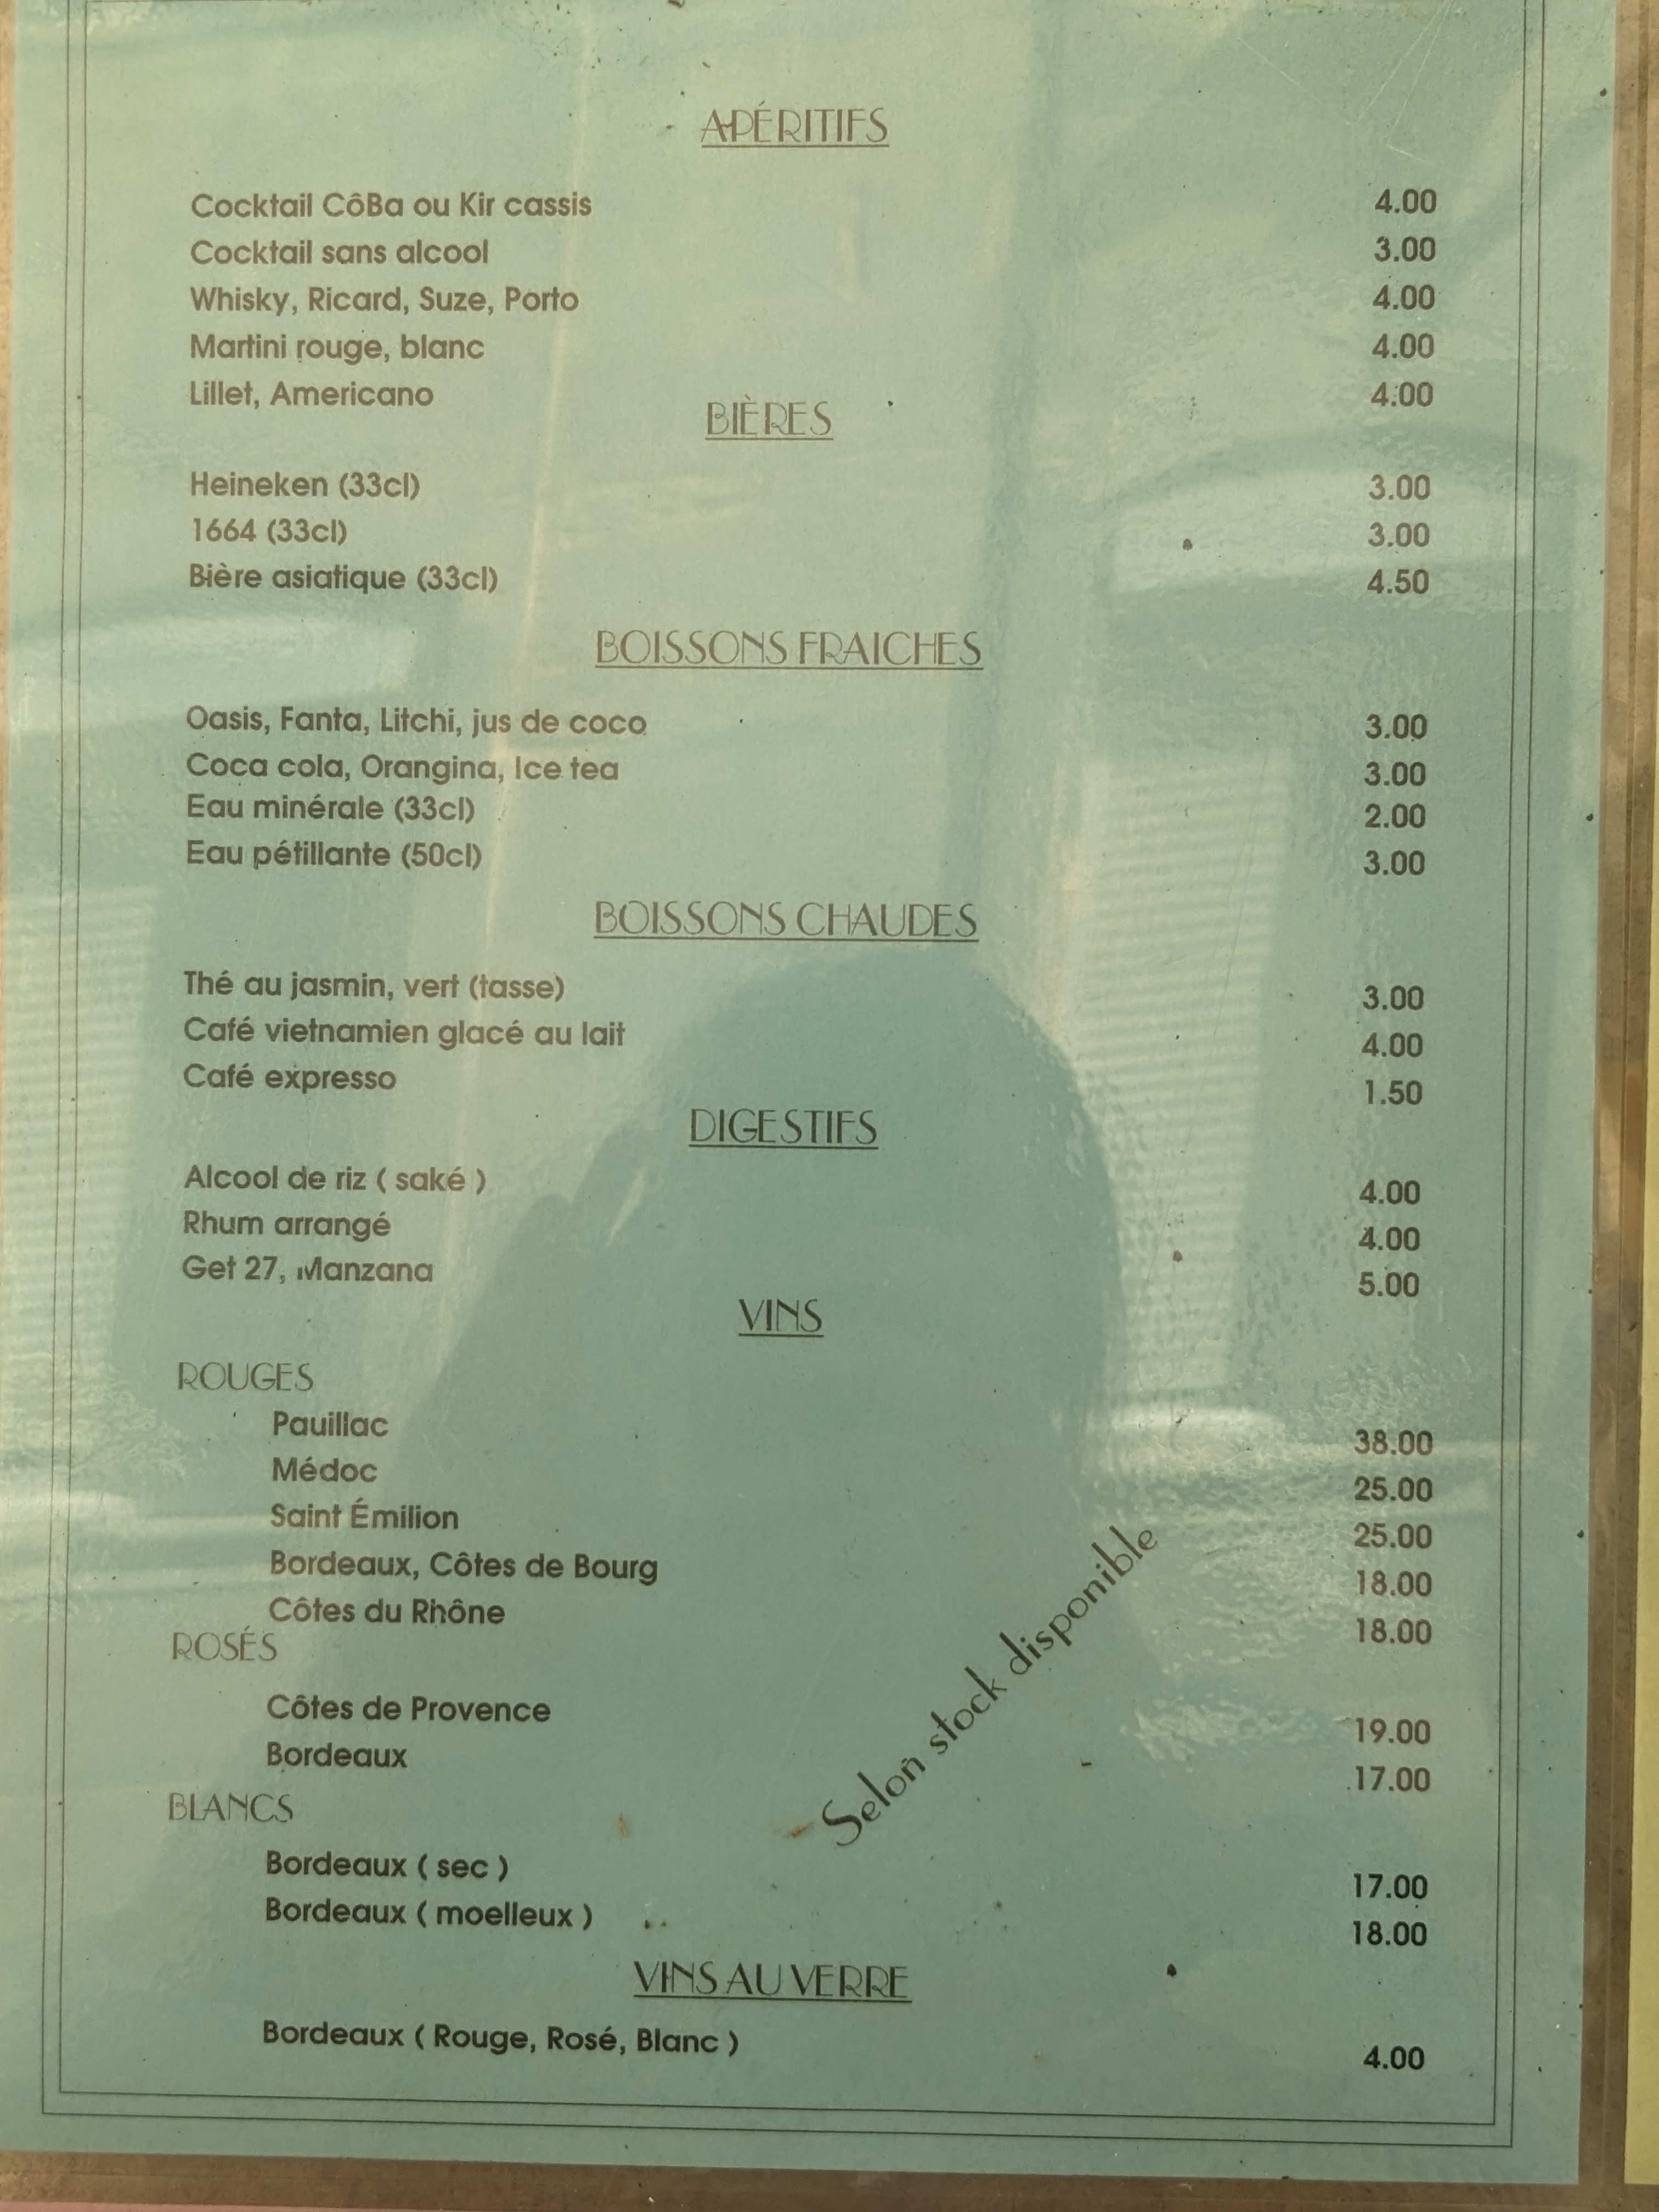 APÉRITIFS
Cocktail CôBa ou Kir cassis 4.00
Cocktail sans alcool 3.00
Whisky, Ricard, Suze, Porto 4.00
Martini rouge, blanc 4.00
Lillet, Americano 4.00
BIÈRES
Heineken (33cl) 3.00
1664 (33cl) 3.00
Bière asiatique (33cl) 4.50
BOISSONS FRAICHES
Oasis, Fanta, Litchi, jus de coco 3.00
Coca cola, Orangina, Ice tea 3.00
Eau minérale (33cl) 2.00
Eau pétillante (50cl) 3.00
BOISSONS CHAUDES
Thé au jasmin, vert (tasse) 3.00
Café vietnamien glacé au lait 4.00
Café expresso 1.50
DIGESTIFS
Alcool de riz ( saké ) 4.00
Rhum arrangé 4.00
Get 27, Manzana 5.00
VINS
ROUGES
Pauillac 38.00
Médoc 25.00
Saint Émilion 25.00
Bordeaux, Côtes de Bourg 18.00
Côtes du Rhône 18.00
ROSÉS
Côtes de Provence 19.00
Bordeaux 17.00
Selon stock disponible
BLANCS
Bordeaux ( sec ) 17.00
Bordeaux ( moelleux ) 18.00
VINS AU VERRE
Bordeaux ( Rouge, Rosé, Blanc ) 4.00